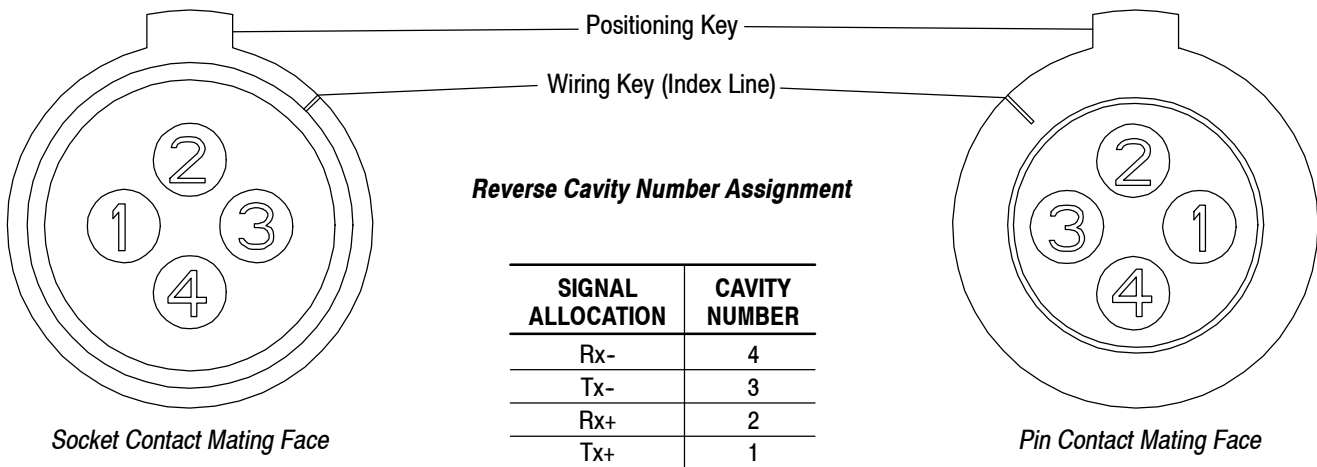 Positioning Key
Wiring Key (Index Line)
2
1 3
4
Socket Contact Mating Face
Reverse Cavity Number Assignment
SIGNAL ALLOCATION CAVITY NUMBER
Rx- 4
Tx- 3
Rx+ 2
Tx+ 1
2
3 1
4
Pin Contact Mating Face